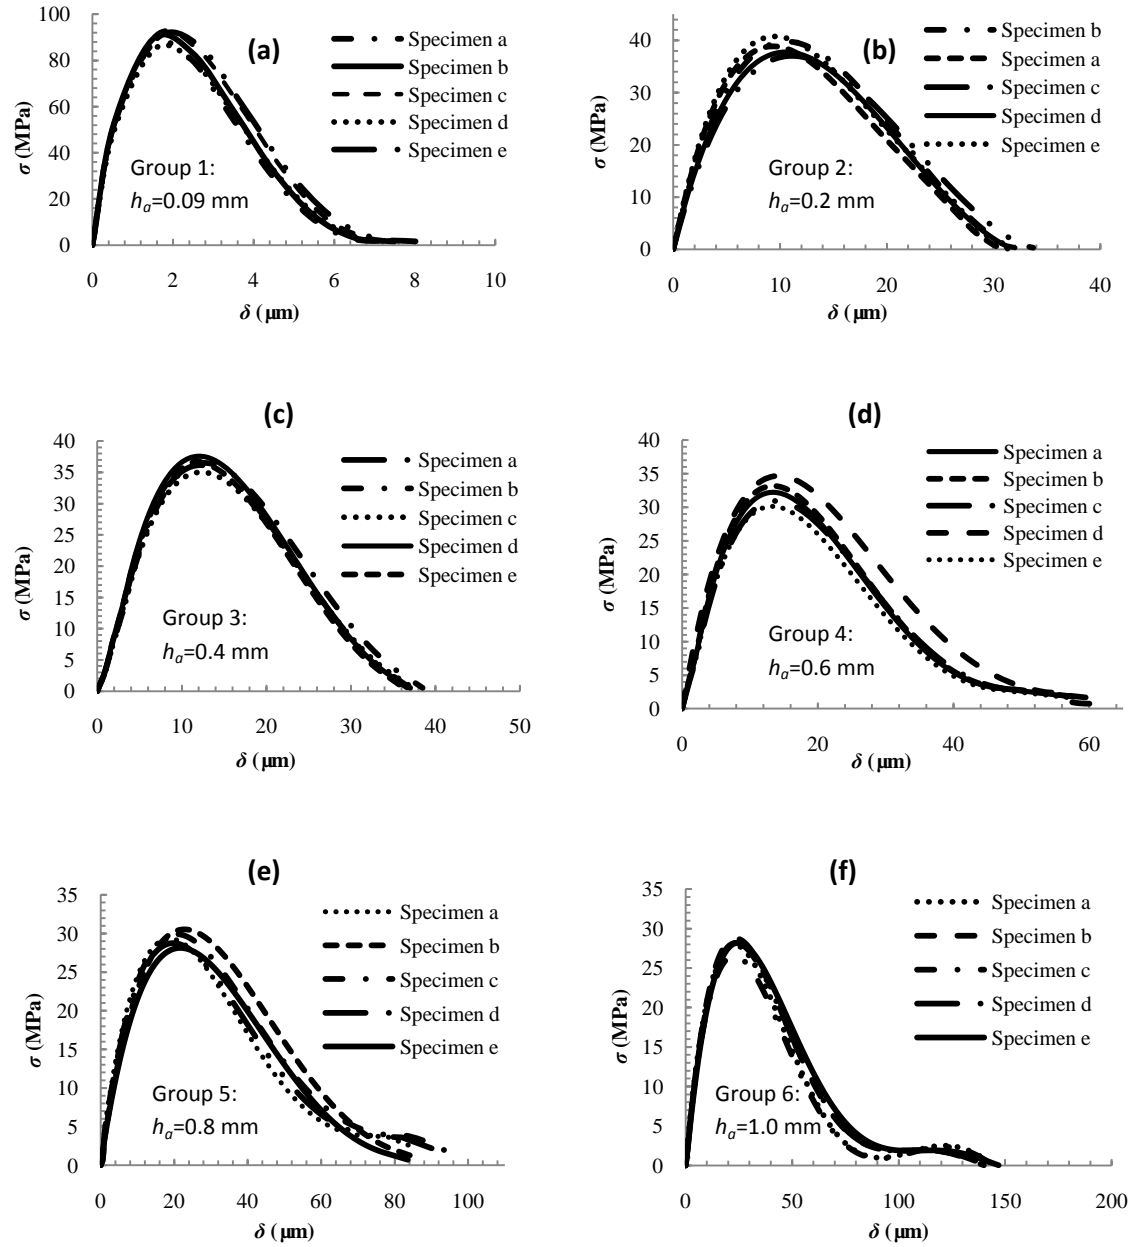 (a)
σ (MPa)
120
100
80
60
40
20
0
Specimen a
Specimen b
Specimen c
Specimen d
Specimen e
Group 1:
hₐ=0.09 mm
0 2 4 6 8 10
δ (µm)
(b)
σ (MPa)
50
40
30
20
10
0
Specimen b
Specimen a
Specimen c
Specimen d
Specimen e
Group 2:
hₐ=0.2 mm
0 10 20 30 40
δ (µm)
(c)
σ (MPa)
40
35
30
25
20
15
10
5
0
Specimen a
Specimen b
Specimen c
Specimen d
Specimen e
Group 3:
hₐ=0.4 mm
0 10 20 30 40 50
δ (µm)
(d)
σ (MPa)
40
35
30
25
20
15
10
5
0
Specimen a
Specimen b
Specimen c
Specimen d
Specimen e
Group 4:
hₐ=0.6 mm
0 20 40 60
δ (µm)
(e)
σ (MPa)
35
30
25
20
15
10
5
0
Specimen a
Specimen b
Specimen c
Specimen d
Specimen e
Group 5:
hₐ=0.8 mm
0 20 40 60 80 100
δ (µm)
(f)
σ (MPa)
35
30
25
20
15
10
5
0
Specimen a
Specimen b
Specimen c
Specimen d
Specimen e
Group 6:
hₐ=1.0 mm
0 50 100 150 200
δ (µm)